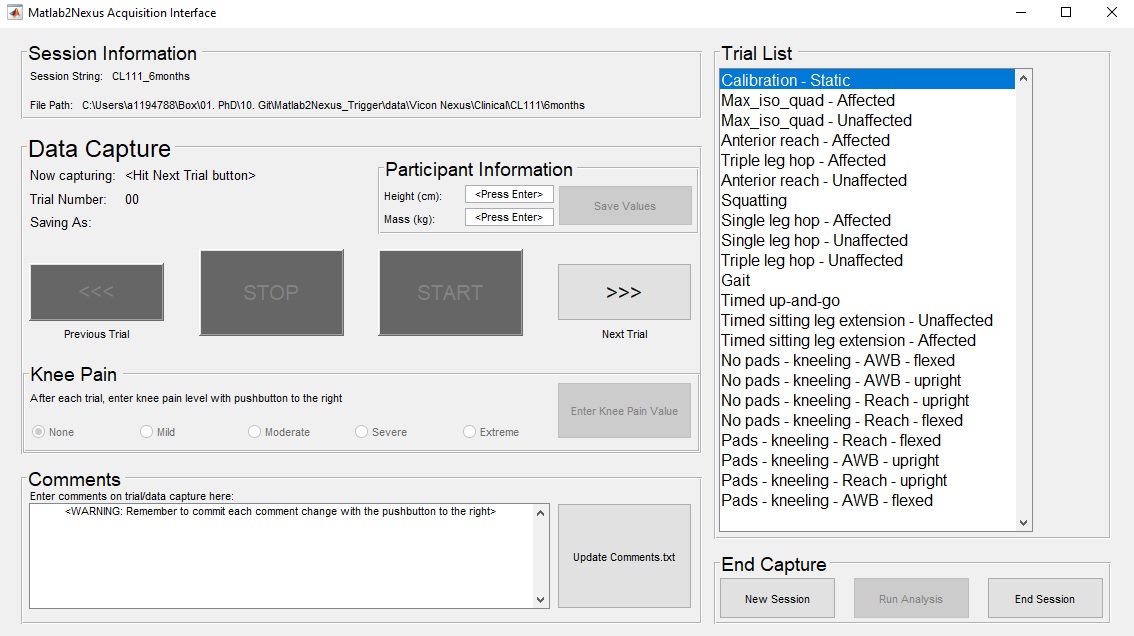 Matlab2Nexus Acquisition Interface
Session Information
Session String: CL111_6months
File Path: C:\Users\a1194788\Box\01. PhD\10. Git\Matlab2Nexus_Trigger\data\Vicon Nexus\Clinical\CL111\6months
Data Capture
Now capturing: <Hit Next Trial button>
Trial Number: 00
Saving As:
Participant Information
Height (cm): <Press Enter>
Mass (kg): <Press Enter>
Save Values
<<<
STOP
START
>>>
Previous Trial
Next Trial
Knee Pain
After each trial, enter knee pain level with pushbutton to the right
None Mild Moderate Severe Extreme
Enter Knee Pain Value
Comments
Enter comments on trial/data capture here:
<WARNING: Remember to commit each comment change with the pushbutton to the right>
Update Comments.txt
Trial List
Calibration - Static
Max_iso_quad - Affected
Max_iso_quad - Unaffected
Anterior reach - Affected
Triple leg hop - Affected
Anterior reach - Unaffected
Squatting
Single leg hop - Affected
Single leg hop - Unaffected
Triple leg hop - Unaffected
Gait
Timed up-and-go
Timed sitting leg extension - Unaffected
Timed sitting leg extension - Affected
No pads - kneeling - AWB - flexed
No pads - kneeling - AWB - upright
No pads - kneeling - Reach - upright
No pads - kneeling - Reach - flexed
Pads - kneeling - Reach - flexed
Pads - kneeling - AWB - upright
Pads - kneeling - Reach - upright
Pads - kneeling - AWB - flexed
End Capture
New Session
Run Analysis
End Session